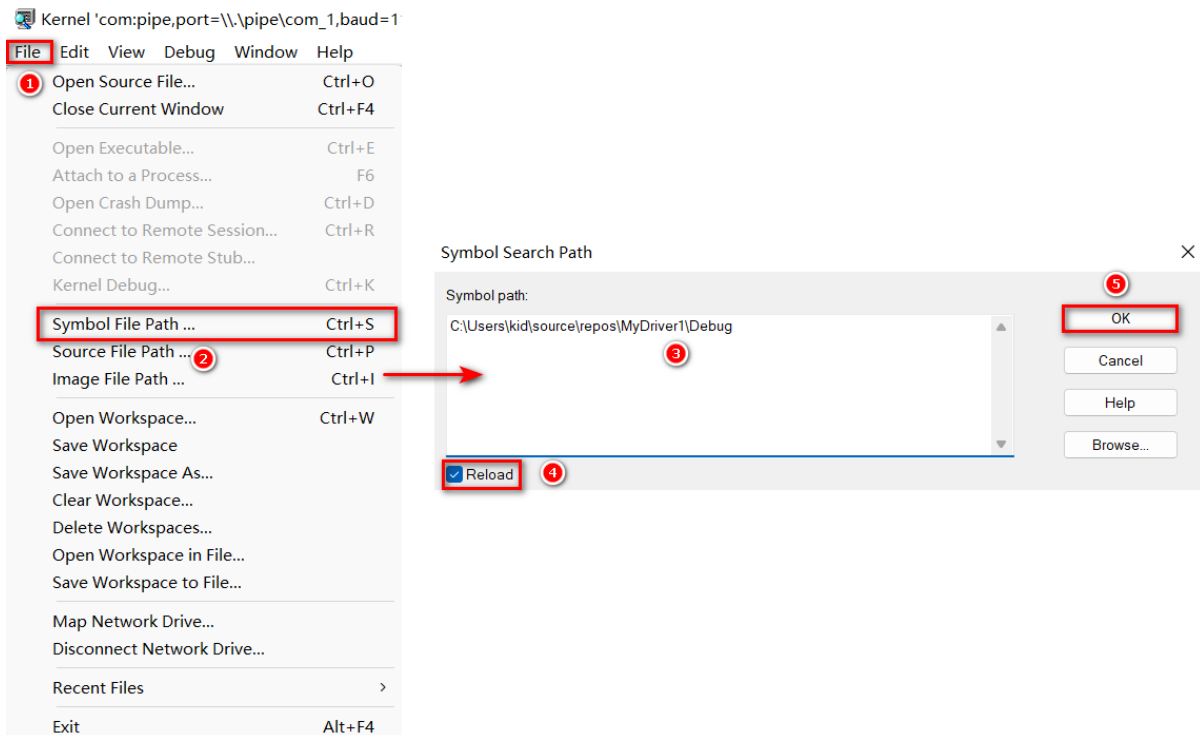 Kernel 'com:pipe,port=\\.\pipe\com_1,baud=1
File Edit View Debug Window Help
1
Open Source File... Ctrl+O
Close Current Window Ctrl+F4
Open Executable... Ctrl+E
Attach to a Process... F6
Open Crash Dump... Ctrl+D
Connect to Remote Session... Ctrl+R
Connect to Remote Stub...
Kernel Debug... Ctrl+K
Symbol File Path ... Ctrl+S
Source File Path ... Ctrl+P
2
Image File Path ... Ctrl+I
Open Workspace... Ctrl+W
Save Workspace
Save Workspace As...
Clear Workspace...
Delete Workspaces...
Open Workspace in File...
Save Workspace to File...
Map Network Drive...
Disconnect Network Drive...
Recent Files
Exit Alt+F4
Symbol Search Path
Symbol path:
C:\Users\kid\source\repos\MyDriver1\Debug
3
Reload
4
5
OK
Cancel
Help
Browse...